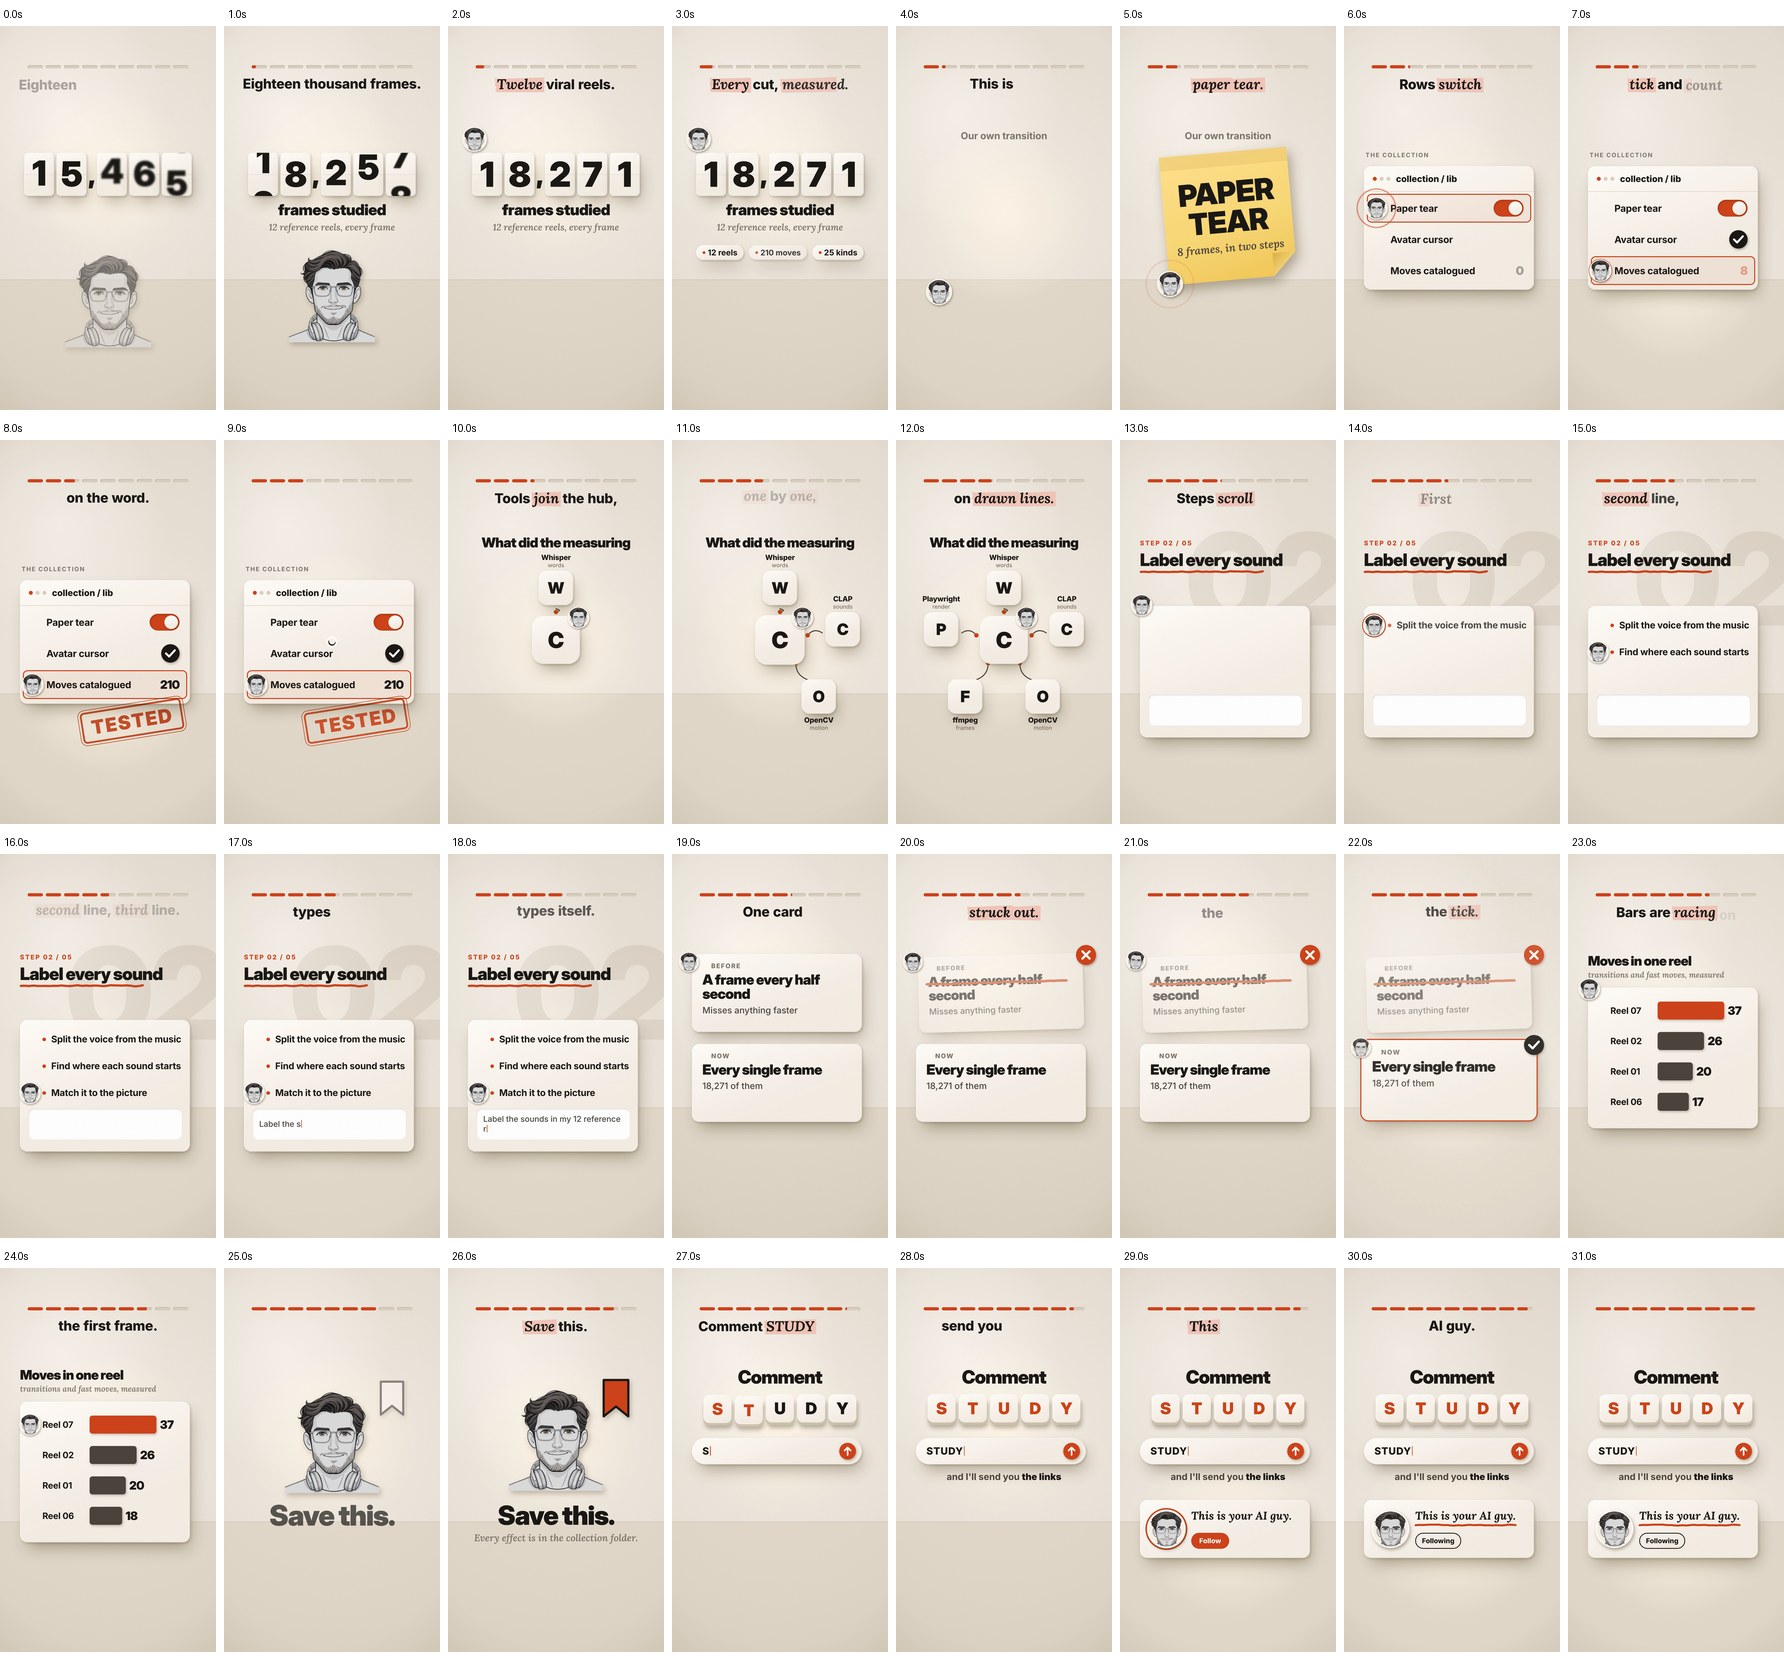 0.0s
Eighteen
15,465
1.0s
Eighteen thousand frames.
18,25
frames studied
12 reference reels, every frame
2.0s
Twelve viral reels.
18,271
frames studied
12 reference reels, every frame
3.0s
Every cut, measured.
18,271
frames studied
12 reference reels, every frame
12 reels
210 moves
25 kinds
4.0s
This is
Our own transition
5.0s
paper tear.
Our own transition
PAPER
TEAR
8 frames, in two steps
6.0s
Rows switch
THE COLLECTION
collection / lib
Paper tear
Avatar cursor
Moves catalogued 0
7.0s
tick and count
THE COLLECTION
collection / lib
Paper tear
Avatar cursor
Moves catalogued 8
8.0s
on the word.
THE COLLECTION
collection / lib
Paper tear
Avatar cursor
Moves catalogued 210
TESTED
9.0s
THE COLLECTION
collection / lib
Paper tear
Avatar cursor
Moves catalogued 210
TESTED
10.0s
Tools join the hub,
What did the measuring
Whisper
words
W
C
11.0s
one by one,
What did the measuring
Whisper
words
W
CLAP
sounds
C
C
O
OpenCV
motion
12.0s
on drawn lines.
What did the measuring
Whisper
words
W
Playwright
render
CLAP
sounds
P
C
C
F
O
ffmpeg
frames
OpenCV
motion
13.0s
Steps scroll
02
STEP 02 / 05
Label every sound
14.0s
First
02
STEP 02 / 05
Label every sound
Split the voice from the music
15.0s
second line,
02
STEP 02 / 05
Label every sound
Split the voice from the music
Find where each sound starts
16.0s
second line, third line.
02
STEP 02 / 05
Label every sound
Split the voice from the music
Find where each sound starts
Match it to the picture
17.0s
types
02
STEP 02 / 05
Label every sound
Split the voice from the music
Find where each sound starts
Match it to the picture
Label the s
18.0s
types itself.
02
STEP 02 / 05
Label every sound
Split the voice from the music
Find where each sound starts
Match it to the picture
Label the sounds in my 12 reference
r
19.0s
One card
BEFORE
A frame every half
second
Misses anything faster
NOW
Every single frame
18,271 of them
20.0s
struck out.
BEFORE
A frame every half
second
Misses anything faster
NOW
Every single frame
18,271 of them
21.0s
the
BEFORE
A frame every half
second
Misses anything faster
NOW
Every single frame
18,271 of them
22.0s
the tick.
BEFORE
A frame every half
second
Misses anything faster
NOW
Every single frame
18,271 of them
23.0s
Bars are racing on
Moves in one reel
transitions and fast moves, measured
Reel 07 37
Reel 02 26
Reel 01 20
Reel 06 17
24.0s
the first frame.
Moves in one reel
transitions and fast moves, measured
Reel 07 37
Reel 02 26
Reel 01 20
Reel 06 18
25.0s
Save this.
26.0s
Save this.
Save this.
Every effect is in the collection folder.
27.0s
Comment STUDY
Comment
STUDY
S
28.0s
send you
Comment
STUDY
STUDY
and I'll send you the links
29.0s
This
Comment
STUDY
STUDY
and I'll send you the links
This is your AI guy.
Follow
30.0s
AI guy.
Comment
STUDY
STUDY
and I'll send you the links
This is your AI guy.
Following
31.0s
Comment
STUDY
STUDY
and I'll send you the links
This is your AI guy.
Following